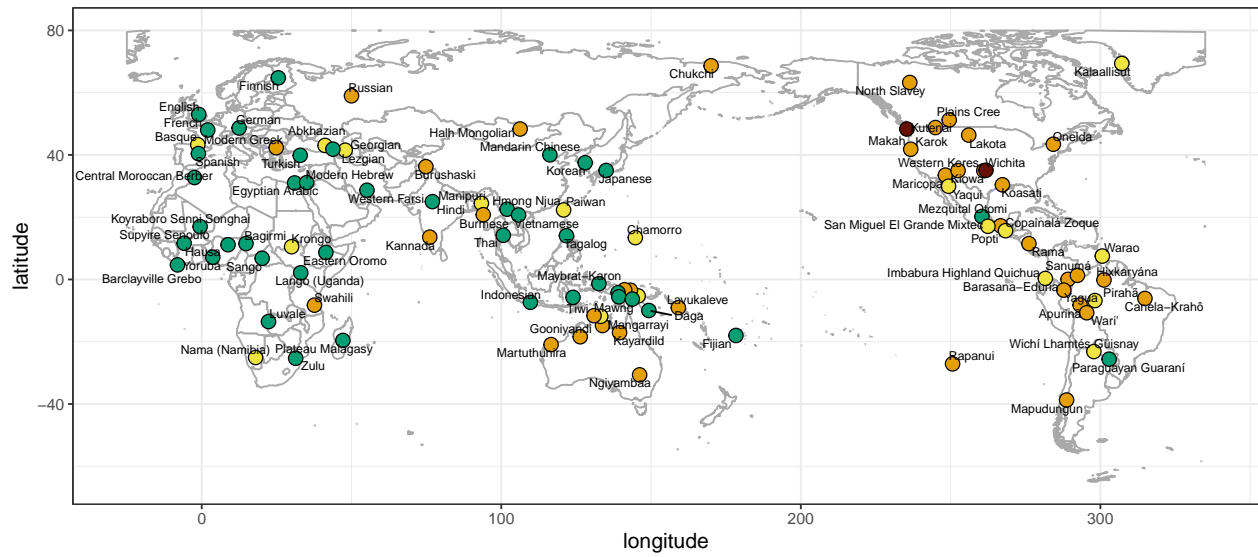 80
40
0
−40
latitude
0
100
200
300
longitude
Finnish
Russian
Chukchi
North Slavey
Kalaallisut
English
French
German
Basque
Modern Greek
Abkhazian
Georgian
Lezgian
Spanish
Turkish
Halh Mongolian
Mandarin Chinese
Korean
Japanese
Plains Cree
Kutenai
Makah
Karok
Lakota
Oneida
Central Moroccan Berber
Egyptian Arabic
Modern Hebrew
Western Farsi
Burushaski
Hindi
Manipuri
Hmong Njua
Paiwan
Burmese
Vietnamese
Western Keres
Wichita
Maricopa
Kiowa
Yaqui
Koasati
Koyraboro Senni Songhai
Supyire Senoufo
Hausa
Bagirmi
Krongo
Yoruba
Sango
Eastern Oromo
Barclayville Grebo
Lango (Uganda)
Kannada
Thai
Tagalog
Chamorro
Mezquital Otomi
San Miguel El Grande Mixtec
Copainalá Zoque
Popti
Rama
Warao
Swahili
Luvale
Nama (Namibia)
Plateau Malagasy
Zulu
Maybrat−Karon
Indonesian
Tiwi
Mawng
Lavukaleve
Daga
Mangarrayi
Gooniyandi
Kayardild
Martuthunira
Ngiyambaa
Fijian
Imbabura Highland Quichua
Sanumá
Hixkaryána
Barasana−Eduria
Yagua
Pirahã
Canela−Krahô
Apurinã
Wari'
Rapanui
Wichí Lhamtés Güisnay
Paraguayan Guaraní
Mapudungun